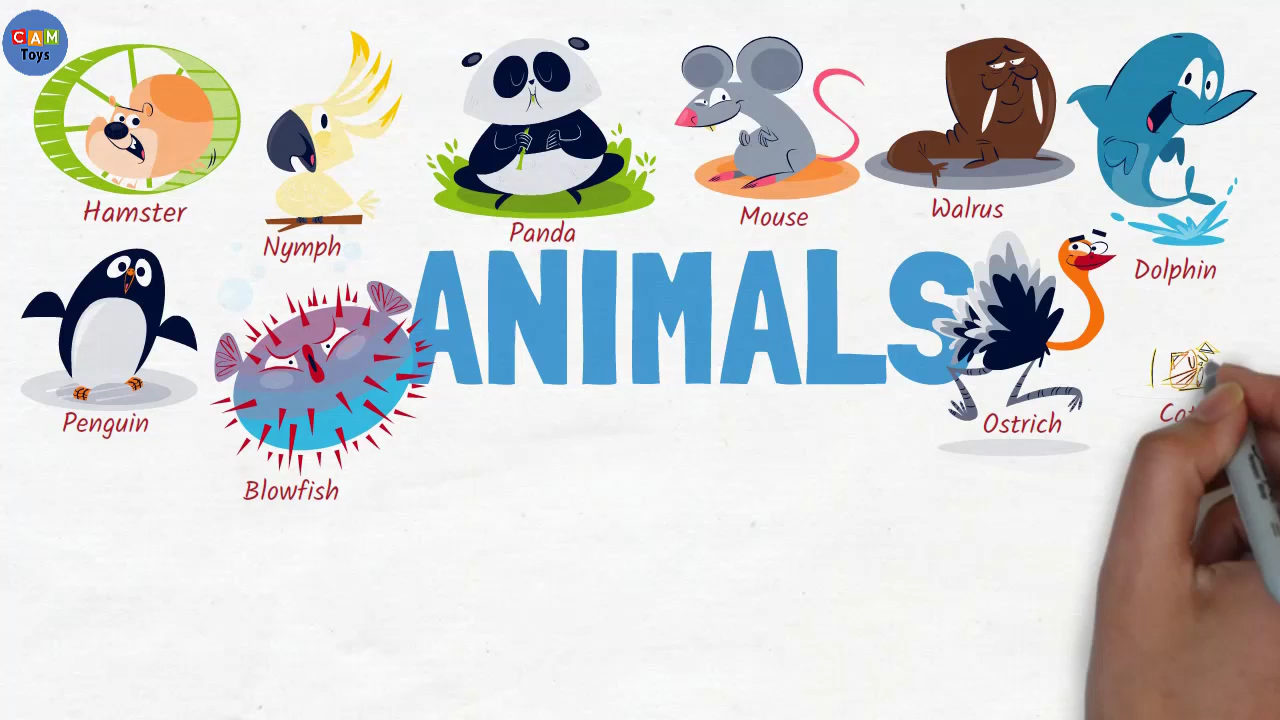 CAM
Toys
Hamster
Nymph
Panda
Mouse
Walrus
Dolphin
ANIMALS
Penguin
Blowfish
Ostrich